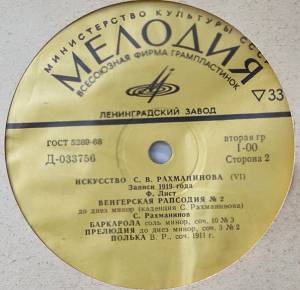 МИНИСТЕРСТВО КУЛЬТУРЫ СССР
МЕЛОДИЯ
ВСЕСОЮЗНАЯ ФИРМА ГРАМПЛАСТИНОК
33
ЛЕНИНГРАДСКИЙ ЗАВОД
ГОСТ 5289-68
вторая гр
Д-033756
1-00
Сторона 2
ИСКУССТВО С. В. РАХМАНИНОВА (VI)
Записи 1919 года
Ф. Лист
ВЕНГЕРСКАЯ РАПСОДИЯ № 2
до диез минор (каденция С. Рахманинова)
С. Рахманинов
БАРКАРОЛА соль минор, соч. 10 № 3
ПРЕЛЮДИЯ до диез минор, соч. 3 № 2
ПОЛЬКА В. Р., соч. 1911 г.